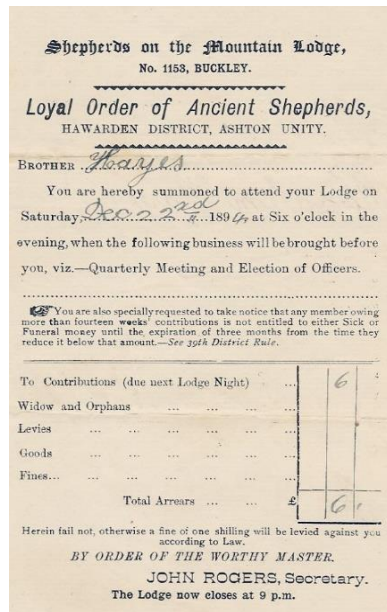 Shepherds on the Mountain Lodge,
No. 1153, BUCKLEY.
Loyal Order of Ancient Shepherds,
HAWARDEN DISTRICT, ASHTON UNITY.
BROTHER Hayes
You are hereby summoned to attend your Lodge on
Saturday, Dec 22nd 1894 at Six o'clock in the
evening, when the following business will be brought before
you, viz.—Quarterly Meeting and Election of Officers.
☞ You are also specially requested to take notice that any member owing
more than fourteen weeks' contributions is not entitled to either Sick or
Funeral money until the expiration of three months from the time they
reduce it below that amount.—See 39th District Rule.
To Contributions (due next Lodge Night) ... 6
Widow and Orphans ... ... ... ...
Levies ... ... ... ... ...
Goods ... ... ... ... ...
Fines... ... ... ... ... ...
Total Arrears ... ... £ 6
Herein fail not, otherwise a fine of one shilling will be levied against you
according to Law.
BY ORDER OF THE WORTHY MASTER.
JOHN ROGERS, Secretary.
The Lodge now closes at 9 p.m.